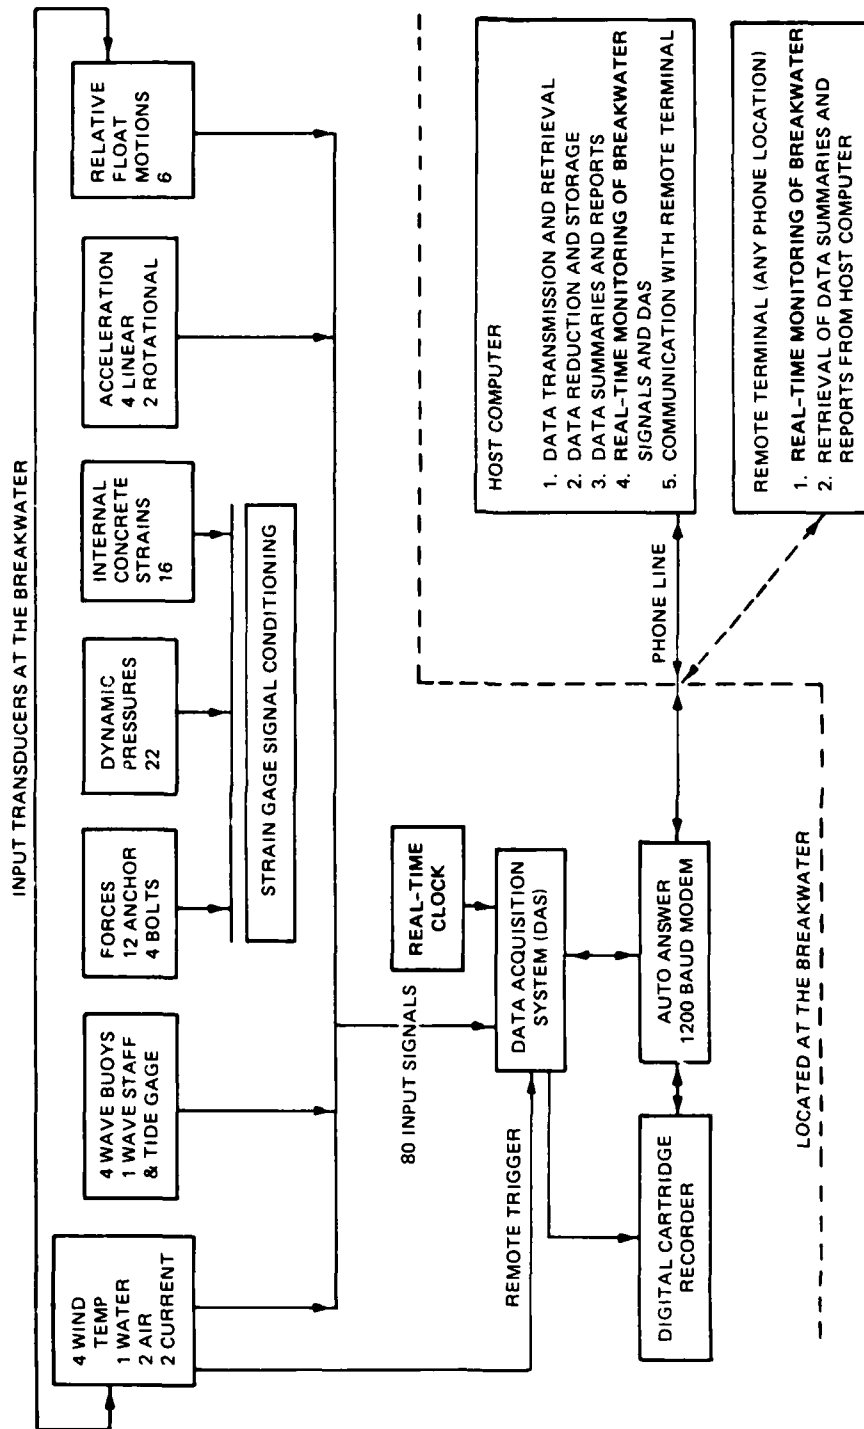 INPUT TRANSDUCERS AT THE BREAKWATER
4 WIND
TEMP
1 WATER
2 AIR
2 CURRENT
4 WAVE BUOYS
1 WAVE STAFF
& TIDE GAGE
FORCES
12 ANCHOR
4 BOLTS
DYNAMIC
PRESSURES
22
INTERNAL
CONCRETE
STRAINS
16
ACCELERATION
4 LINEAR
2 ROTATIONAL
RELATIVE
FLOAT
MOTIONS
6
STRAIN GAGE SIGNAL CONDITIONING
80 INPUT SIGNALS
REMOTE TRIGGER
REAL-TIME
CLOCK
DATA ACQUISITION
SYSTEM (DAS)
DIGITAL CARTRIDGE
RECORDER
AUTO ANSWER
1200 BAUD MODEM
LOCATED AT THE BREAKWATER
PHONE LINE
HOST COMPUTER
1. DATA TRANSMISSION AND RETRIEVAL
2. DATA REDUCTION AND STORAGE
3. DATA SUMMARIES AND REPORTS
4. REAL-TIME MONITORING OF BREAKWATER
SIGNALS AND DAS
5. COMMUNICATION WITH REMOTE TERMINAL
REMOTE TERMINAL (ANY PHONE LOCATION)
1. REAL-TIME MONITORING OF BREAKWATER
2. RETRIEVAL OF DATA SUMMARIES AND
REPORTS FROM HOST COMPUTER